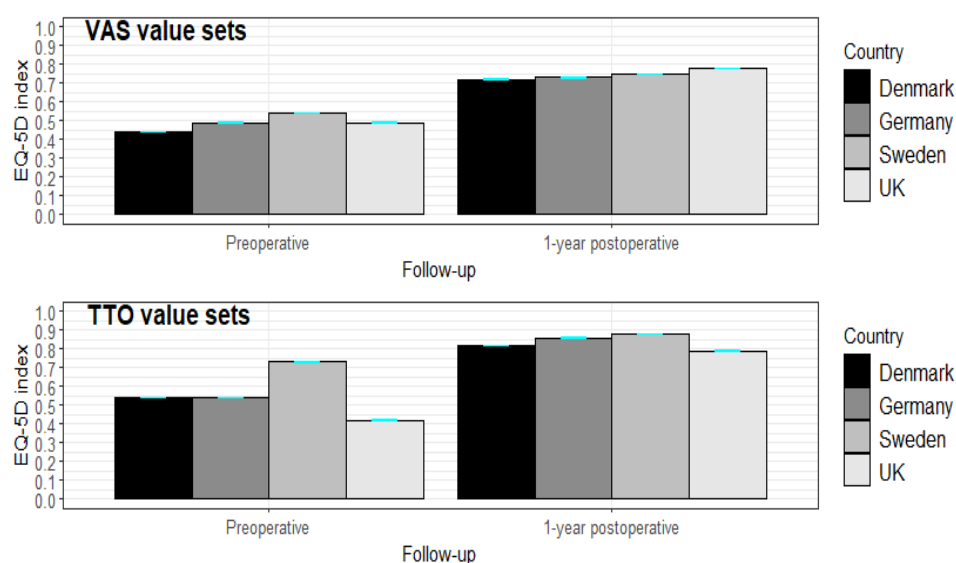 VAS value sets
EQ-5D index
1.0
0.9
0.8
0.7
0.6
0.5
0.4
0.3
0.2
0.1
0.0
Preoperative
1-year postoperative
Follow-up
Country
Denmark
Germany
Sweden
UK
TTO value sets
EQ-5D index
1.0
0.9
0.8
0.7
0.6
0.5
0.4
0.3
0.2
0.1
0.0
Preoperative
1-year postoperative
Follow-up
Country
Denmark
Germany
Sweden
UK